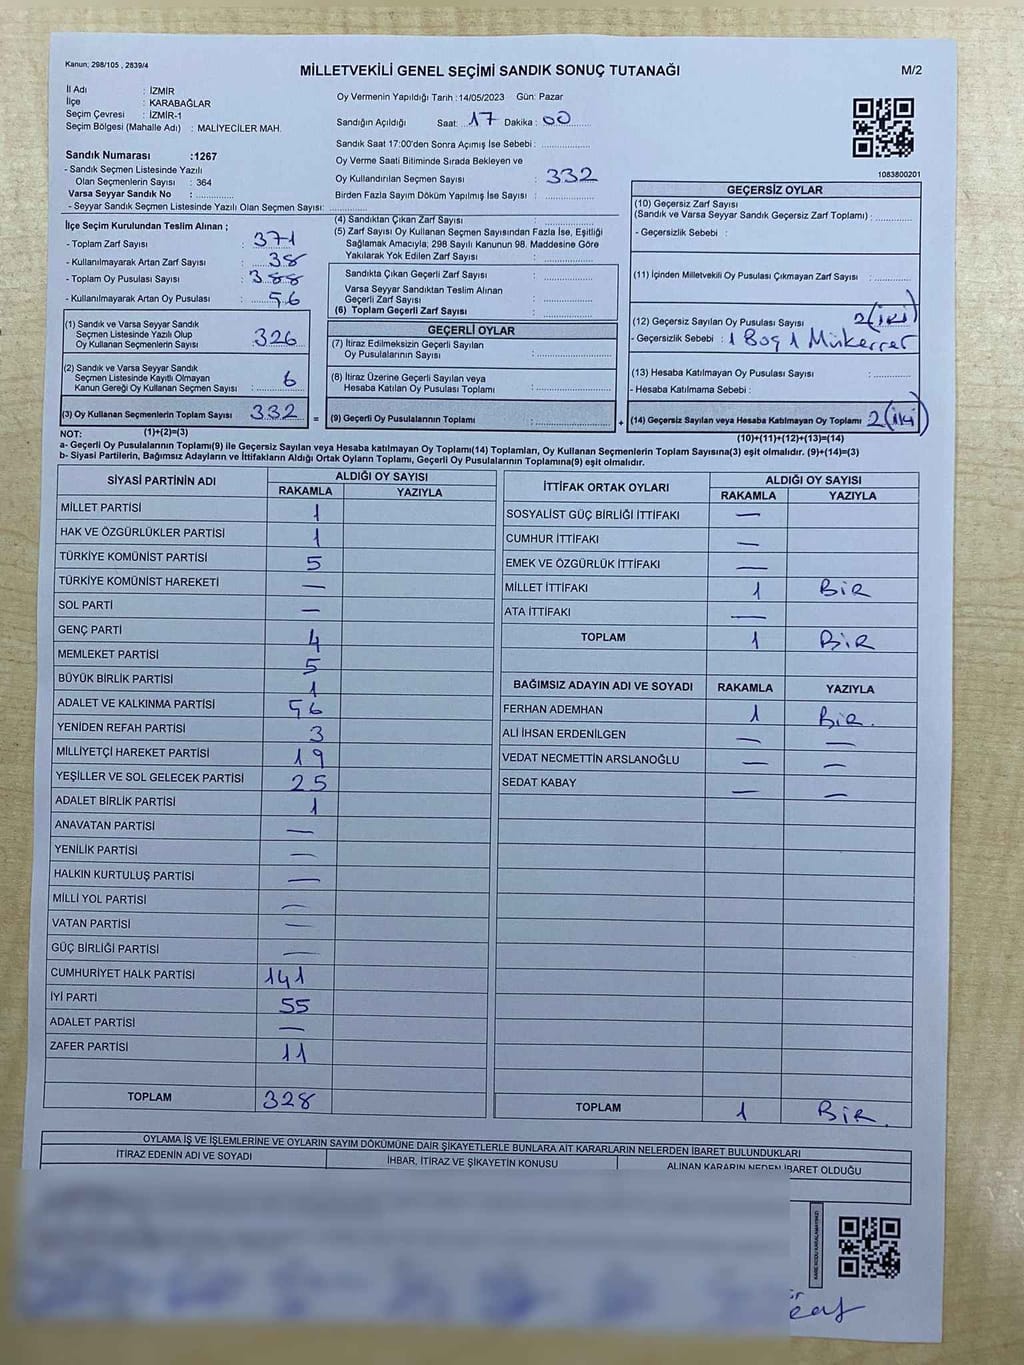 Kanun; 298/105 , 2839/4
MİLLETVEKİLİ GENEL SEÇİMİ SANDIK SONUÇ TUTANAĞI
M/2
İl Adı : İZMİR
İlçe : KARABAĞLAR
Seçim Çevresi : İZMİR-1
Seçim Bölgesi (Mahalle Adı) : MALİYECİLER MAH.
Sandık Numarası :1267
- Sandık Seçmen Listesinde Yazılı
Olan Seçmenlerin Sayısı : 364
Varsa Seyyar Sandık No :
- Seyyar Sandık Seçmen Listesinde Yazılı Olan Seçmen Sayısı:
Oy Vermenin Yapıldığı Tarih :14/05/2023 Gün: Pazar
Sandığın Açıldığı Saat: 17 Dakika : 00
Sandık Saat 17:00'den Sonra Açımış İse Sebebi :
Oy Verme Saati Bitiminde Sırada Bekleyen ve
Oy Kullandırılan Seçmen Sayısı : 332
Birden Fazla Sayım Döküm Yapılmış İse Sayısı :
1083800201
İlçe Seçim Kurulundan Teslim Alınan ;
- Toplam Zarf Sayısı : 371
- Kullanılmayarak Artan Zarf Sayısı : 38
- Toplam Oy Pusulası Sayısı : 388
- Kullanılmayarak Artan Oy Pusulası : 56
(1) Sandık ve Varsa Seyyar Sandık
Seçmen Listesinde Yazılı Olup
Oy Kullanan Seçmenlerin Sayısı : 326
(2) Sandık ve Varsa Seyyar Sandık
Seçmen Listesinde Kayıtlı Olmayan
Kanun Gereği Oy Kullanan Seçmen Sayısı : 6
(3) Oy Kullanan Seçmenlerin Toplam Sayısı : 332 =
(1)+(2)=(3)
(4) Sandıktan Çıkan Zarf Sayısı :
(5) Zarf Sayısı Oy Kullanan Seçmen Sayısından Fazla İse, Eşitliği
Sağlamak Amacıyla; 298 Sayılı Kanunun 98. Maddesine Göre
Yakılarak Yok Edilen Zarf Sayısı :
Sandıkta Çıkan Geçerli Zarf Sayısı :
Varsa Seyyar Sandıktan Teslim Alınan
Geçerli Zarf Sayısı :
(6) Toplam Geçerli Zarf Sayısı :
GEÇERLİ OYLAR
(7) İtiraz Edilmeksizin Geçerli Sayılan
Oy Pusulalarının Sayısı :
(8) İtiraz Üzerine Geçerli Sayılan veya
Hesaba Katılan Oy Pusulaları Toplamı :
(9) Geçerli Oy Pusulalarının Toplamı : +
GEÇERSİZ OYLAR
(10) Geçersiz Zarf Sayısı
(Sandık ve Varsa Seyyar Sandık Geçersiz Zarf Toplamı) :
- Geçersizlik Sebebi :
(11) İçinden Milletvekili Oy Pusulası Çıkmayan Zarf Sayısı :
(12) Geçersiz Sayılan Oy Pusulası Sayısı : 2 (iki)
- Geçersizlik Sebebi : 1 Boş 1 Mükerrer
(13) Hesaba Katılmayan Oy Pusulası Sayısı :
- Hesaba Katılmama Sebebi :
(14) Geçersiz Sayılan veya Hesaba Katılmayan Oy Toplamı : 2 (iki)
(10)+(11)+(12)+(13)=(14)
NOT:
a- Geçerli Oy Pusulalarının Toplamı(9) ile Geçersiz Sayılan veya Hesaba katılmayan Oy Toplamı(14) Toplamları, Oy Kullanan Seçmenlerin Toplam Sayısına(3) eşit olmalıdır. (9)+(14)=(3)
b- Siyasi Partilerin, Bağımsız Adayların ve İttifakların Aldığı Ortak Oyların Toplamı, Geçerli Oy Pusulalarının Toplamına(9) eşit olmalıdır.
SİYASİ PARTİNİN ADI ALDIĞI OY SAYISI
RAKAMLA YAZIYLA
MİLLET PARTİSİ 1
HAK VE ÖZGÜRLÜKLER PARTİSİ 1
TÜRKİYE KOMÜNİST PARTİSİ 5
TÜRKİYE KOMÜNİST HAREKETİ —
SOL PARTİ —
GENÇ PARTİ 4
MEMLEKET PARTİSİ 5
BÜYÜK BİRLİK PARTİSİ 1
ADALET VE KALKINMA PARTİSİ 56
YENİDEN REFAH PARTİSİ 3
MİLLİYETÇİ HAREKET PARTİSİ 19
YEŞİLLER VE SOL GELECEK PARTİSİ 25
ADALET BİRLİK PARTİSİ 1
ANAVATAN PARTİSİ —
YENİLİK PARTİSİ —
HALKIN KURTULUŞ PARTİSİ —
MİLLİ YOL PARTİSİ —
VATAN PARTİSİ —
GÜÇ BİRLİĞİ PARTİSİ —
CUMHURİYET HALK PARTİSİ 141
İYİ PARTİ 55
ADALET PARTİSİ —
ZAFER PARTİSİ 11
TOPLAM 328
İTTİFAK ORTAK OYLARI ALDIĞI OY SAYISI
RAKAMLA YAZIYLA
SOSYALİST GÜÇ BİRLİĞİ İTTİFAKI —
CUMHUR İTTİFAKI —
EMEK VE ÖZGÜRLÜK İTTİFAKI —
MİLLET İTTİFAKI 1 BİR
ATA İTTİFAKI —
TOPLAM 1 BİR
BAĞIMSIZ ADAYIN ADI VE SOYADI RAKAMLA YAZIYLA
FERHAN ADEMHAN 1 BİR.
ALİ İHSAN ERDENİLGEN — —
VEDAT NECMETTİN ARSLANOĞLU — —
SEDAT KABAY — —
TOPLAM 1 BİR.
OYLAMA İŞ VE İŞLEMLERİNE VE OYLARIN SAYIM DÖKÜMÜNE DAİR ŞİKAYETLERLE BUNLARA AİT KARARLARIN NELERDEN İBARET BULUNDUKLARI
İTİRAZ EDENİN ADI VE SOYADI İHBAR, İTİRAZ VE ŞİKAYETİN KONUSU ALINAN KARARIN NEDEN İBARET OLDUĞU
KARE KODU KARALAMAYINIZ!